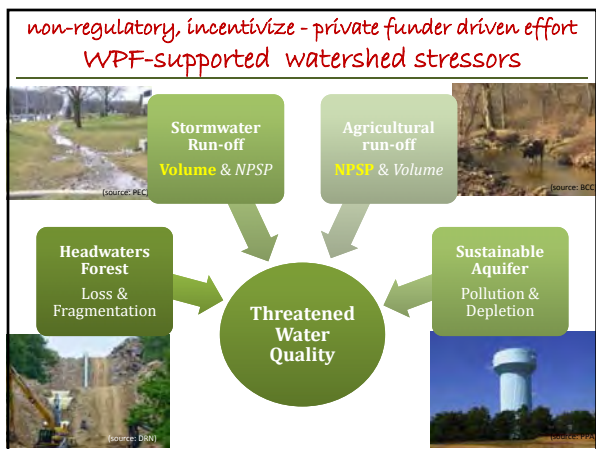 non-regulatory, incentivize - private funder driven effort
WPF-supported watershed stressors
Stormwater
Run-off
Volume & NPSP
Agricultural
run-off
NPSP & Volume
(source: PEC)
(source: BCC)
Headwaters
Forest
Loss &
Fragmentation
Sustainable
Aquifer
Pollution &
Depletion
Threatened
Water
Quality
(source: DRN)
(source: PPA)